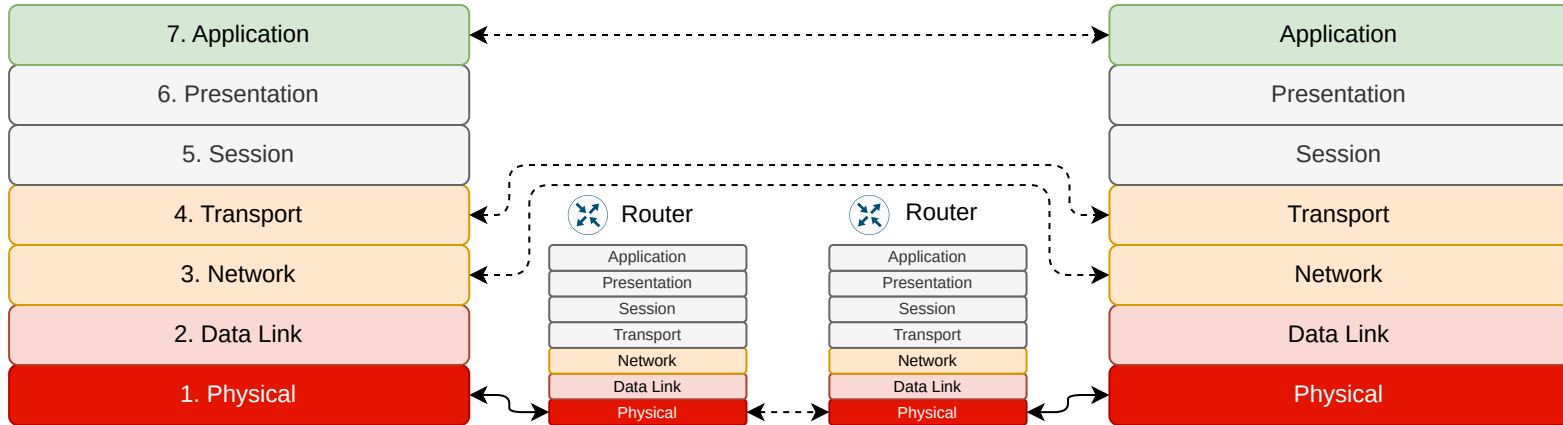 7. Application
6. Presentation
5. Session
4. Transport
3. Network
2. Data Link
1. Physical
Router
Application
Presentation
Session
Transport
Network
Data Link
Physical
Router
Application
Presentation
Session
Transport
Network
Data Link
Physical
Application
Presentation
Session
Transport
Network
Data Link
Physical